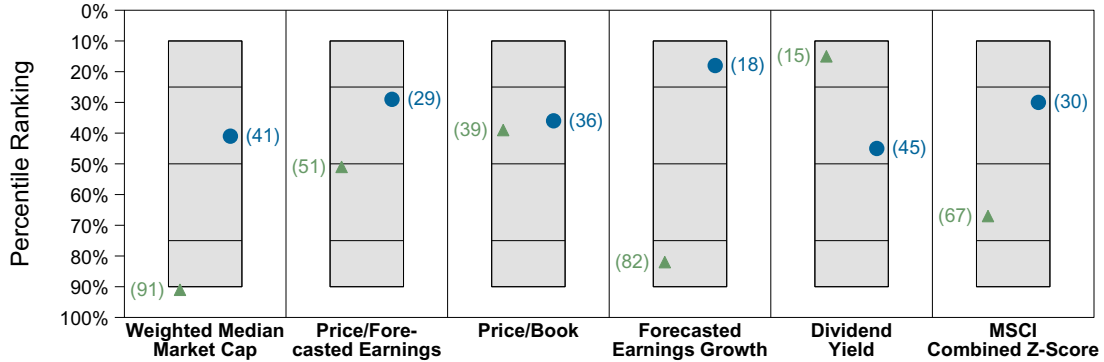 0%
10%
20%
30%
40%
50%
60%
70%
80%
90%
100%
Percentile Ranking
(41)
(91)
(29)
(51)
(39)
(36)
(18)
(82)
(15)
(45)
(30)
(67)
Weighted Median
Market Cap
Price/Fore-
casted Earnings
Price/Book
Forecasted
Earnings Growth
Dividend
Yield
MSCI
Combined Z-Score